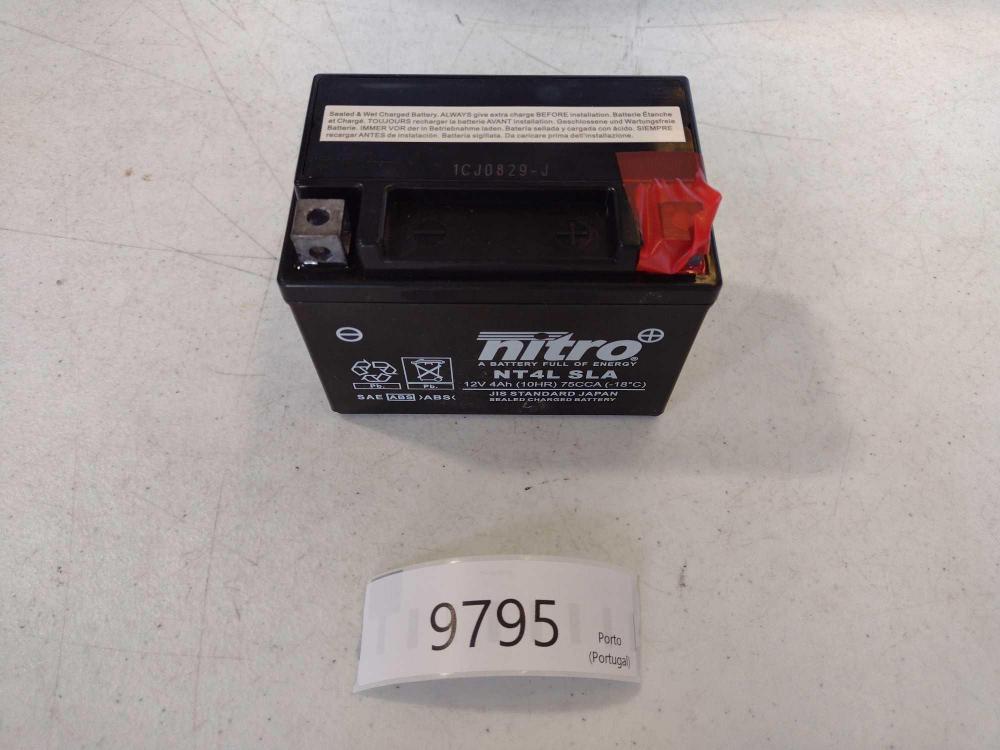 Sealed & Wet Charged Battery. ALWAYS give extra charge BEFORE installation. Batterie Étanche
et Chargé. TOUJOURS recharger la batterie AVANT installation. Geschlossene und Wartungsfreie
Batterie. IMMER VOR der in Betriebnahme laden. Batería sellada y cargada con ácido. SIEMPRE
recargar ANTES de instalación. Batteria sigillata. Da caricare prima dell'installazione.
1CJ0829-J
nitro®
A BATTERY FULL OF ENERGY
NT4L SLA
12V 4Ah (10HR) 75CCA (-18°C)
JIS STANDARD JAPAN
SEALED CHARGED BATTERY
Pb. Pb.
SAE ABS >ABS<
9795
Porto
(Portugal)